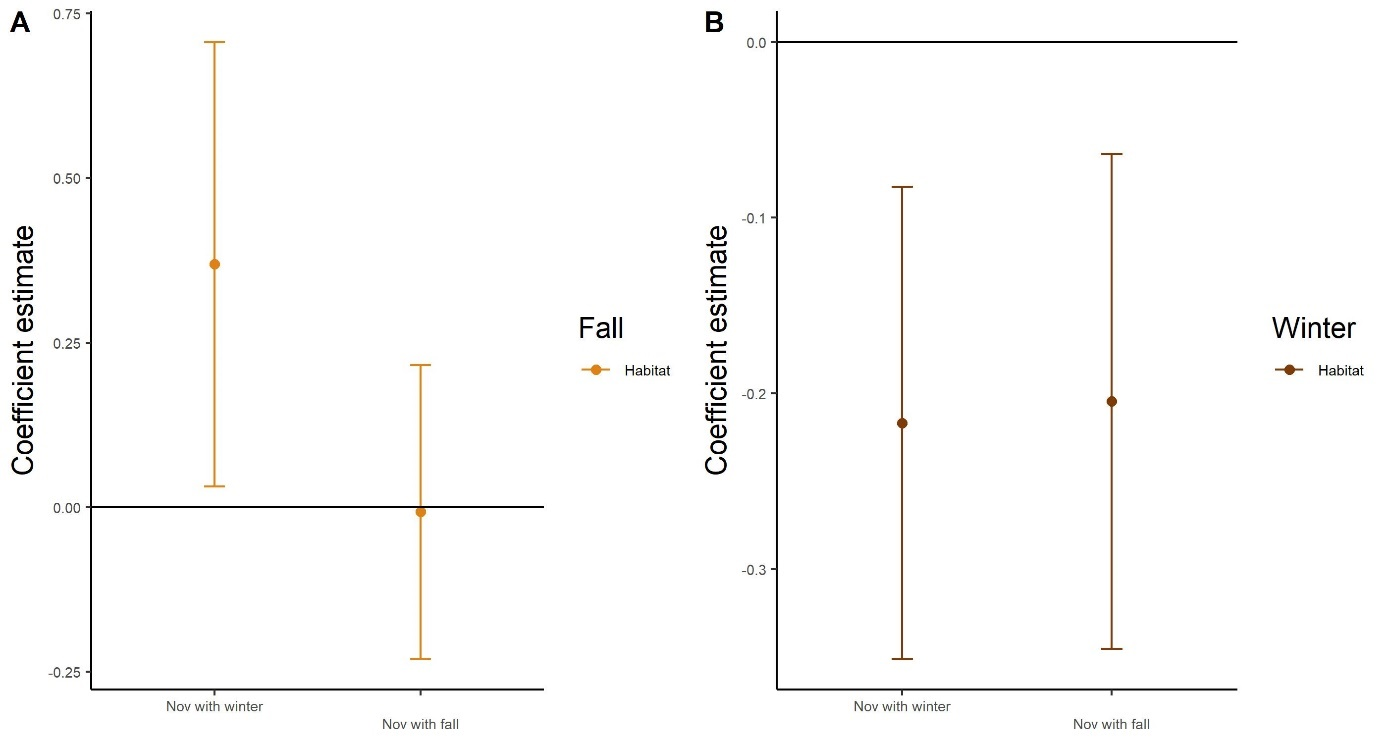 A
Coefficient estimate
0.75
0.50
0.25
0.00
-0.25
Nov with winter
Nov with fall
Fall
Habitat
B
Coefficient estimate
0.0
-0.1
-0.2
-0.3
Nov with winter
Nov with fall
Winter
Habitat